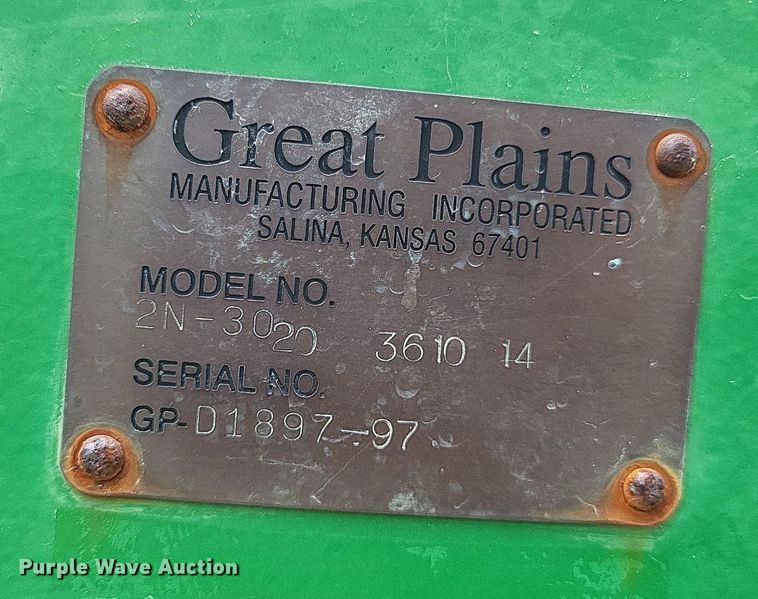 Great Plains
MANUFACTURING INCORPORATED
SALINA, KANSAS 67401
MODEL NO.
2N-3020 3610 14
SERIAL NO.
GP-D1897-97
Purple Wave Auction